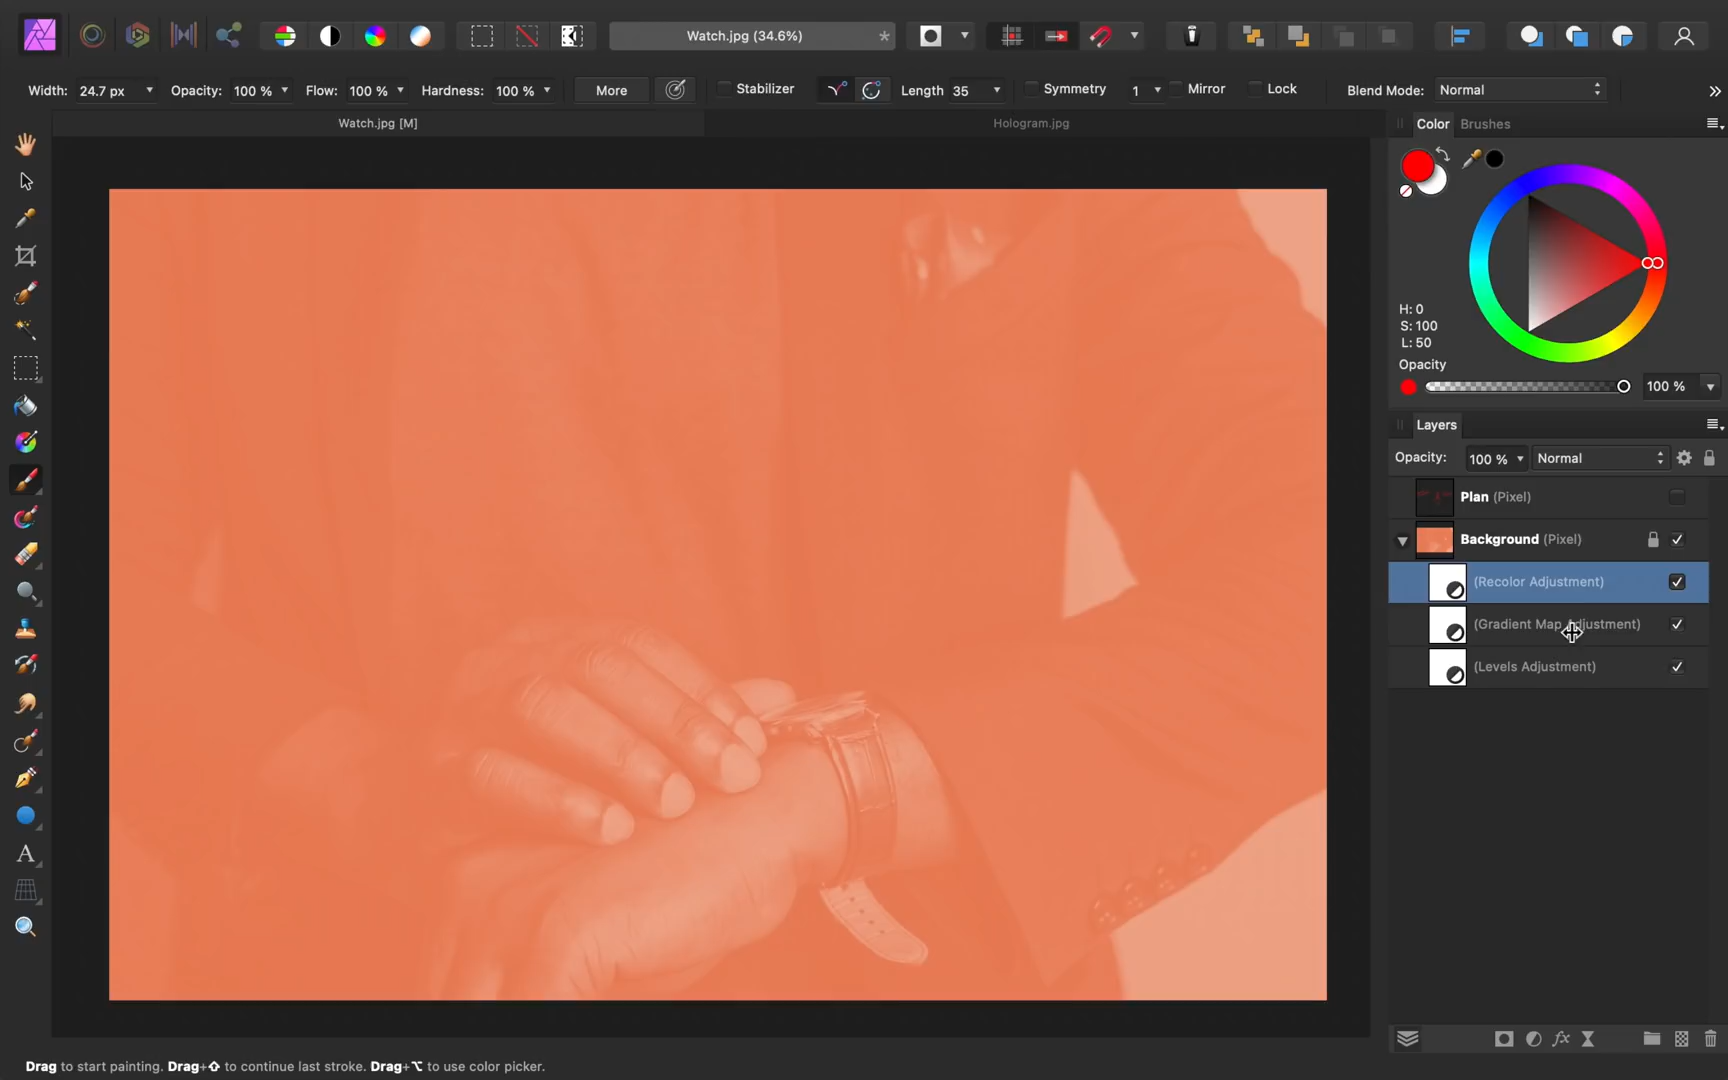 Watch.jpg (34.6%)
*
Width: 24.7 px Opacity: 100 % Flow: 100 % Hardness: 100 % More Stabilizer Length 35 Symmetry 1 Mirror Lock Blend Mode: Normal
Watch.jpg [M] Hologram.jpg
Color Brushes
H: 0
S: 100
L: 50
Opacity
100 %
Layers
Opacity: 100 % Normal
Plan (Pixel)
Background (Pixel)
(Recolor Adjustment)
(Gradient Map Adjustment)
(Levels Adjustment)
Drag to start painting. Drag+⇧ to continue last stroke. Drag+⌥ to use color picker.